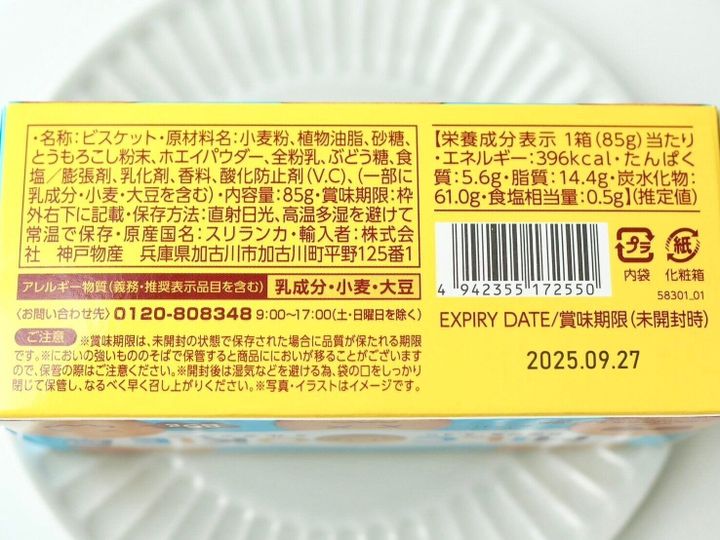 ・名称：ビスケット・原材料名：小麦粉、植物油脂、砂糖、
とうもろこし粉末、ホエイパウダー、全粉乳、ぶどう糖、食
塩／膨張剤、乳化剤、香料、酸化防止剤(V.C)、(一部に
乳成分・小麦・大豆を含む)・内容量：85g・賞味期限：枠
外右下に記載・保存方法：直射日光、高温多湿を避けて
常温で保存・原産国名：スリランカ・輸入者：株式会
社 神戸物産 兵庫県加古川市加古川町平野125番1
アレルギー物質(義務・推奨表示品目を含む) 乳成分・小麦・大豆
〈お問い合わせ先〉0120-808348 9:00〜17:00(土・日曜日を除く)
ご注意 ※賞味期限は、未開封の状態で保存された場合に品質が保たれる期限
です。※においの強いもののそばで保管すると商品ににおいが移ることがございます
ので、保管の際はご注意ください。※開封後は湿気などを避ける為、袋の口をしっかり
閉じて保管し、なるべく早く召し上がりください。※写真・イラストはイメージです。
【栄養成分表示 1箱(85g)当たり
・エネルギー：396kcal・たんぱく
質：5.6g・脂質：14.4g・炭水化物：
61.0g・食塩相当量：0.5g】(推定値)
4 942355 172550
プラ
内袋
紙
化粧箱
58301_01
EXPIRY DATE/賞味期限(未開封時)
2025.09.27